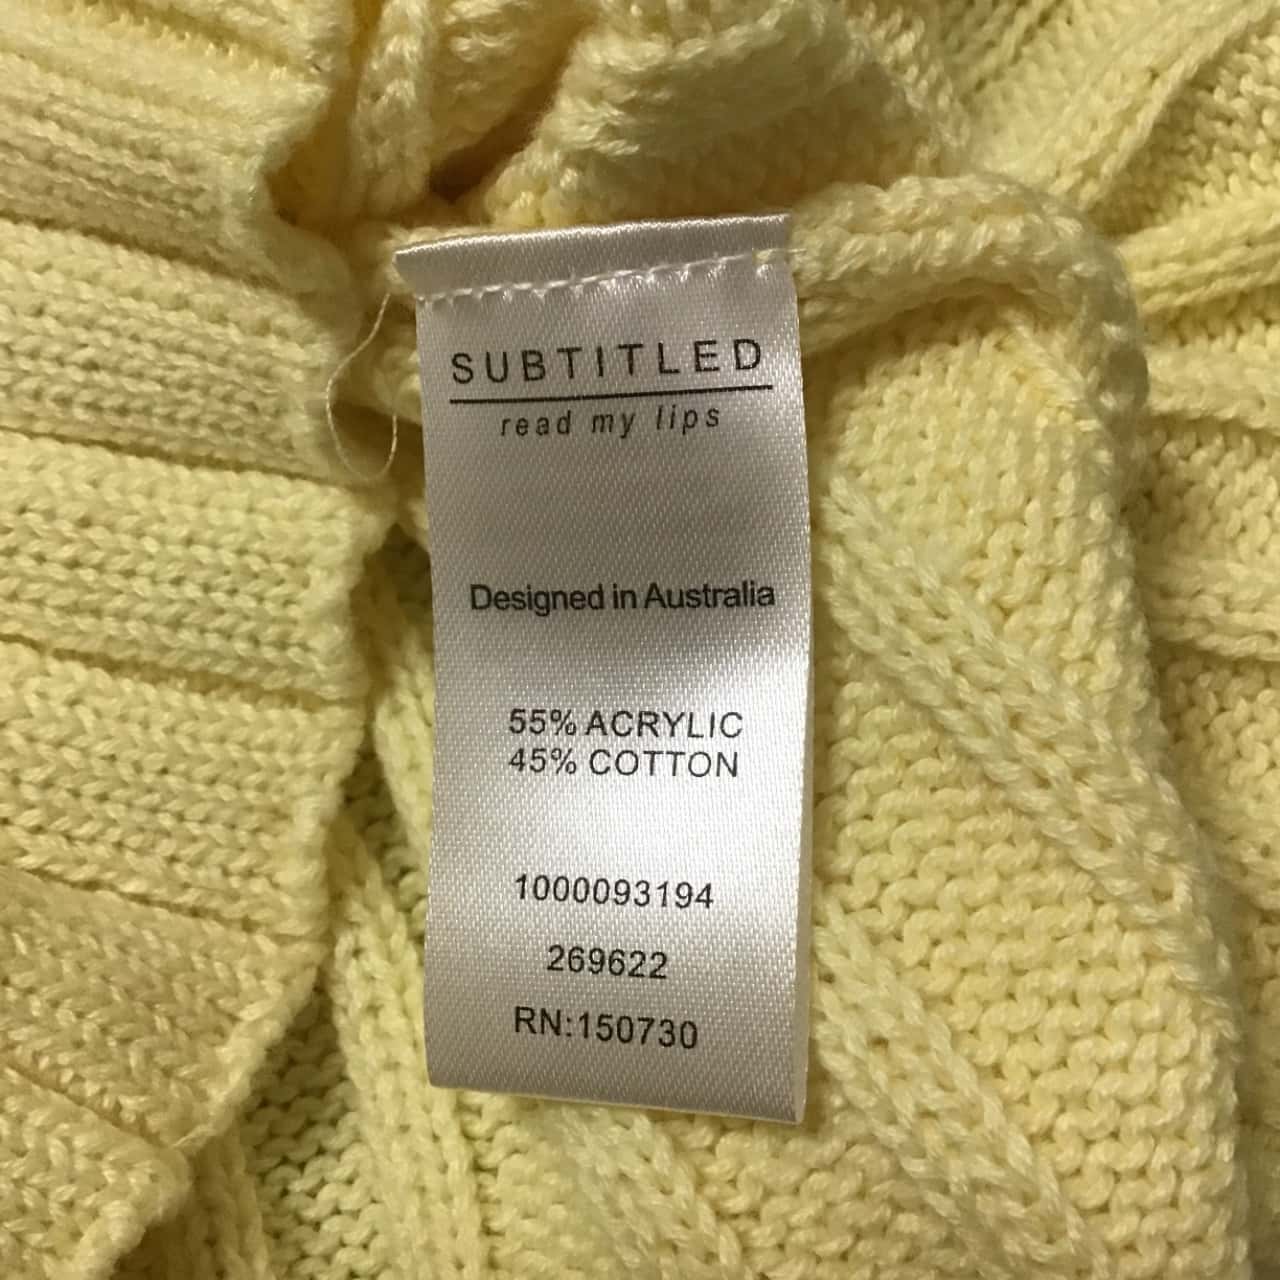 SUBTITLED
read my lips
Designed in Australia
55% ACRYLIC
45% COTTON
1000093194
269622
RN:150730